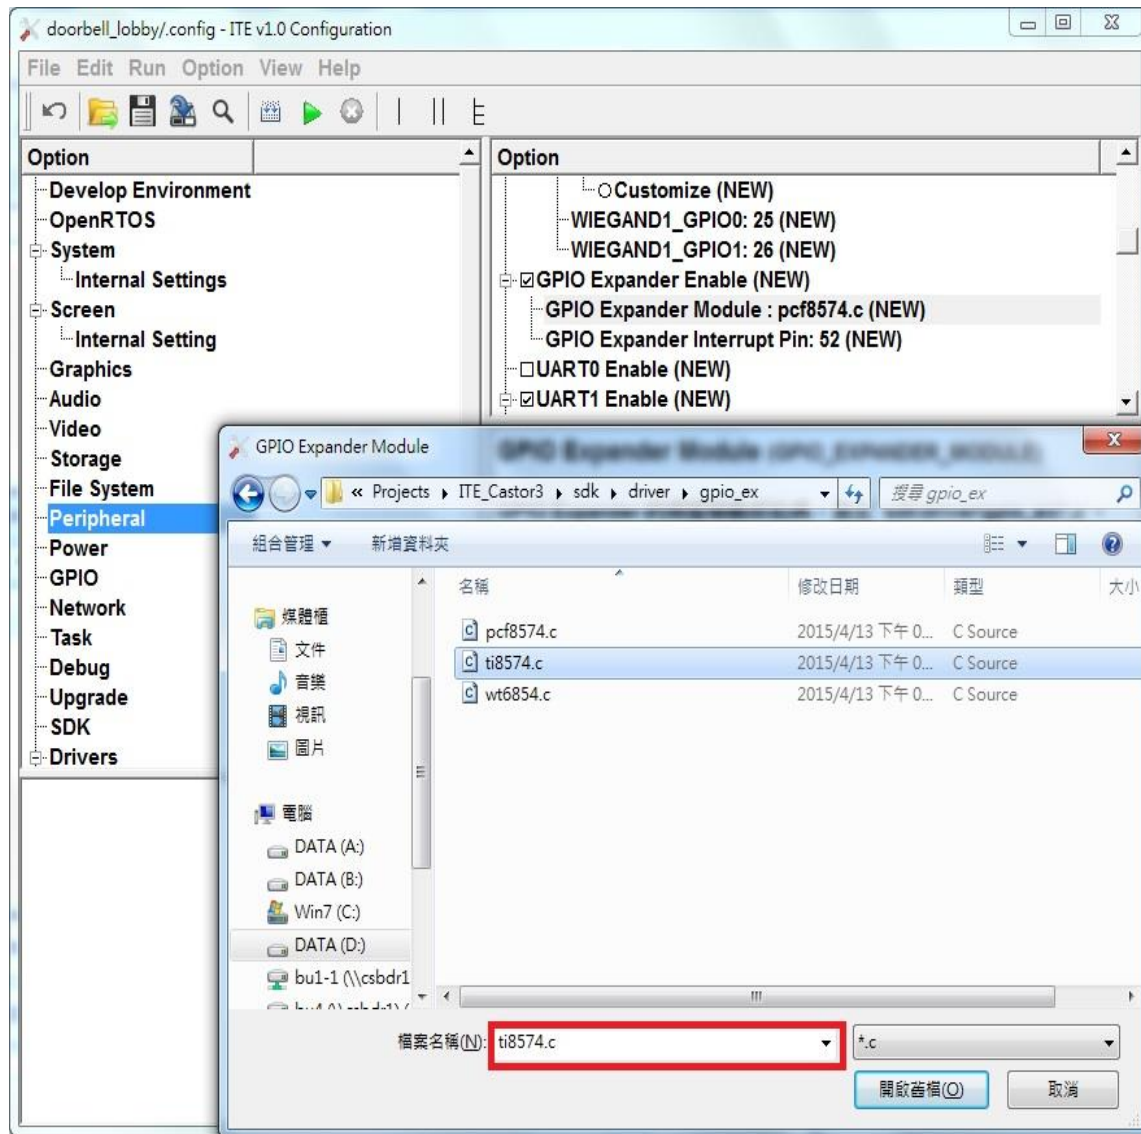 doorbell_lobby/.config - ITE v1.0 Configuration
File Edit Run Option View Help
Option
Develop Environment
OpenRTOS
System
Internal Settings
Screen
Internal Setting
Graphics
Audio
Video
Storage
File System
Peripheral
Power
GPIO
Network
Task
Debug
Upgrade
SDK
Drivers
Option
Customize (NEW)
WIEGAND1_GPIO0: 25 (NEW)
WIEGAND1_GPIO1: 26 (NEW)
GPIO Expander Enable (NEW)
GPIO Expander Module : pcf8574.c (NEW)
GPIO Expander Interrupt Pin: 52 (NEW)
UART0 Enable (NEW)
UART1 Enable (NEW)
GPIO Expander Module
GPIO Expander Module (GPIO_EXPANDER_MODULE)
« Projects ▸ ITE_Castor3 ▸ sdk ▸ driver ▸ gpio_ex
搜尋 gpio_ex
組合管理 新增資料夾
媒體櫃
文件
音樂
視訊
圖片
電腦
DATA (A:)
DATA (B:)
Win7 (C:)
DATA (D:)
bu1-1 (\\csbdr1
名稱 修改日期 類型 大小
pcf8574.c 2015/4/13 下午 0... C Source
ti8574.c 2015/4/13 下午 0... C Source
wt6854.c 2015/4/13 下午 0... C Source
檔案名稱(N): ti8574.c *.c
開啟舊檔(O) 取消